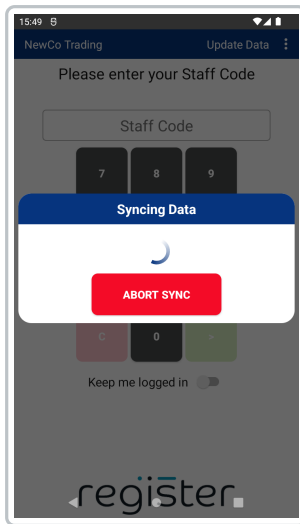 15:49
NewCo Trading Update Data
Please enter your Staff Code
Staff Code
7 8 9
Syncing Data
ABORT SYNC
C 0 >
Keep me logged in
register